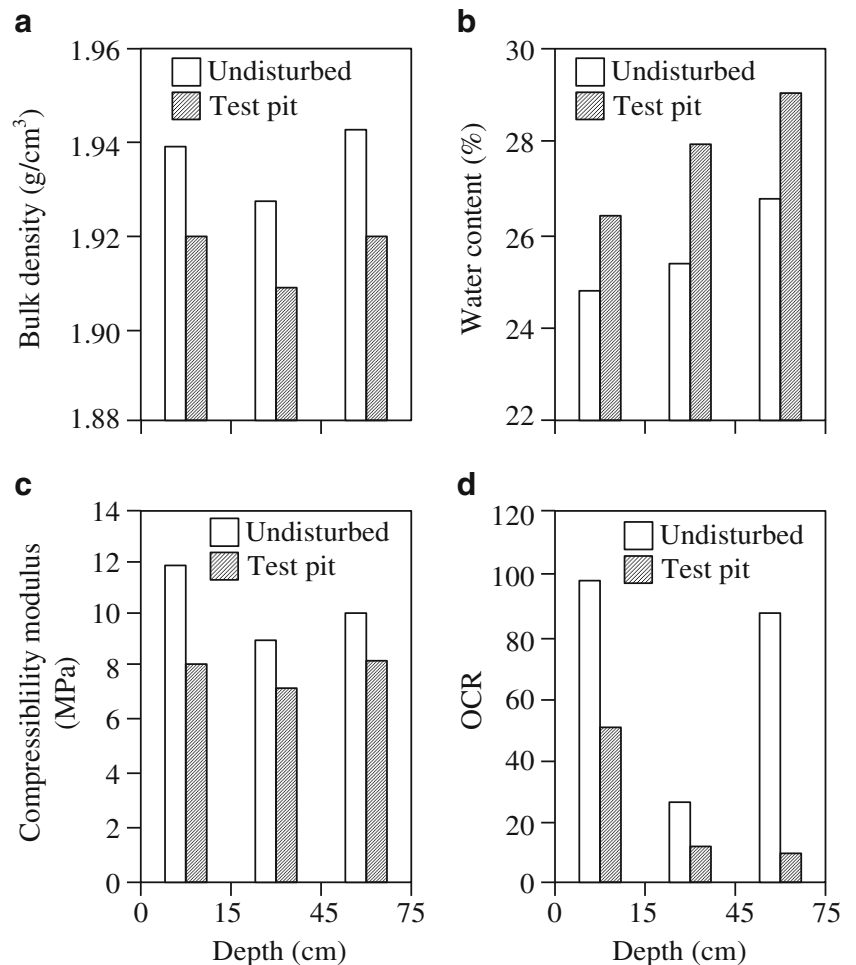 a
1.96
1.94
1.92
1.90
1.88
Bulk density (g/cm³)
Undisturbed
Test pit
b
30
28
26
24
22
Water content (%)
Undisturbed
Test pit
c
14
12
10
8
6
4
2
0
Compressiblility modulus
(MPa)
Undisturbed
Test pit
0 15 45 75
Depth (cm)
d
120
100
80
60
40
20
0
OCR
Undisturbed
Test pit
0 15 45 75
Depth (cm)